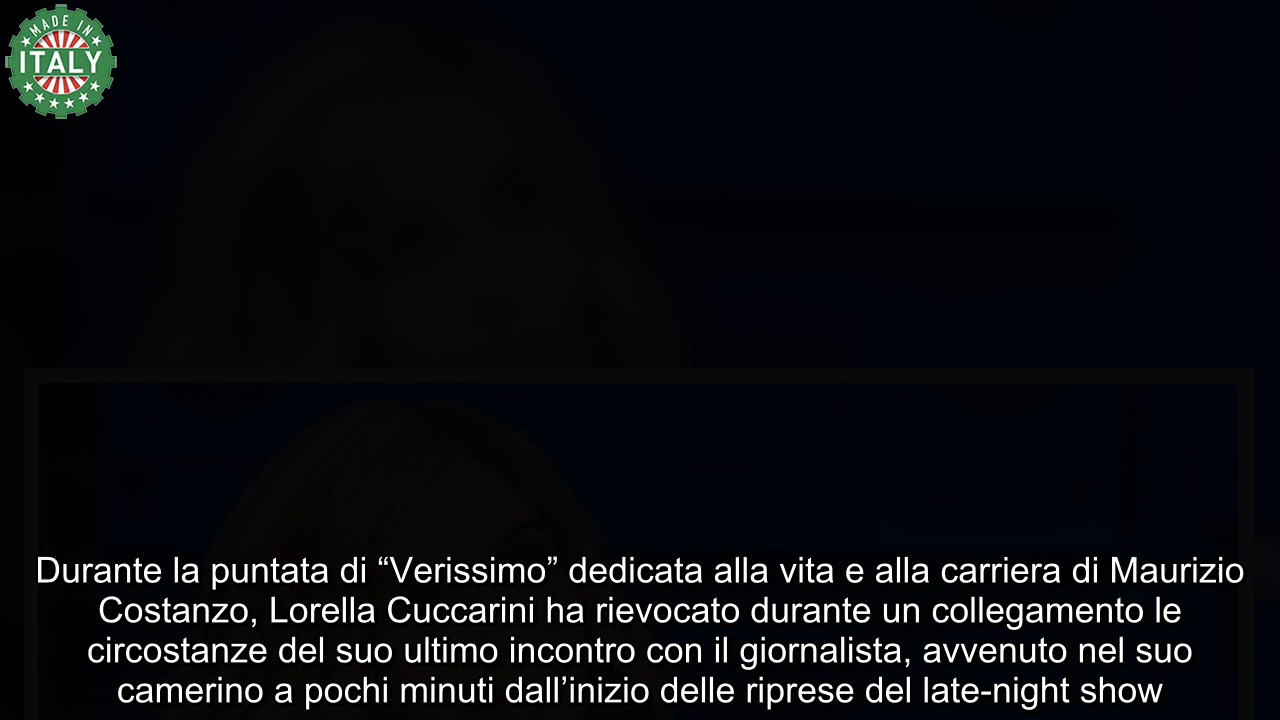 MADE IN
ITALY
Durante la puntata di “Verissimo” dedicata alla vita e alla carriera di Maurizio
Costanzo, Lorella Cuccarini ha rievocato durante un collegamento le
circostanze del suo ultimo incontro con il giornalista, avvenuto nel suo
camerino a pochi minuti dall’inizio delle riprese del late-night show